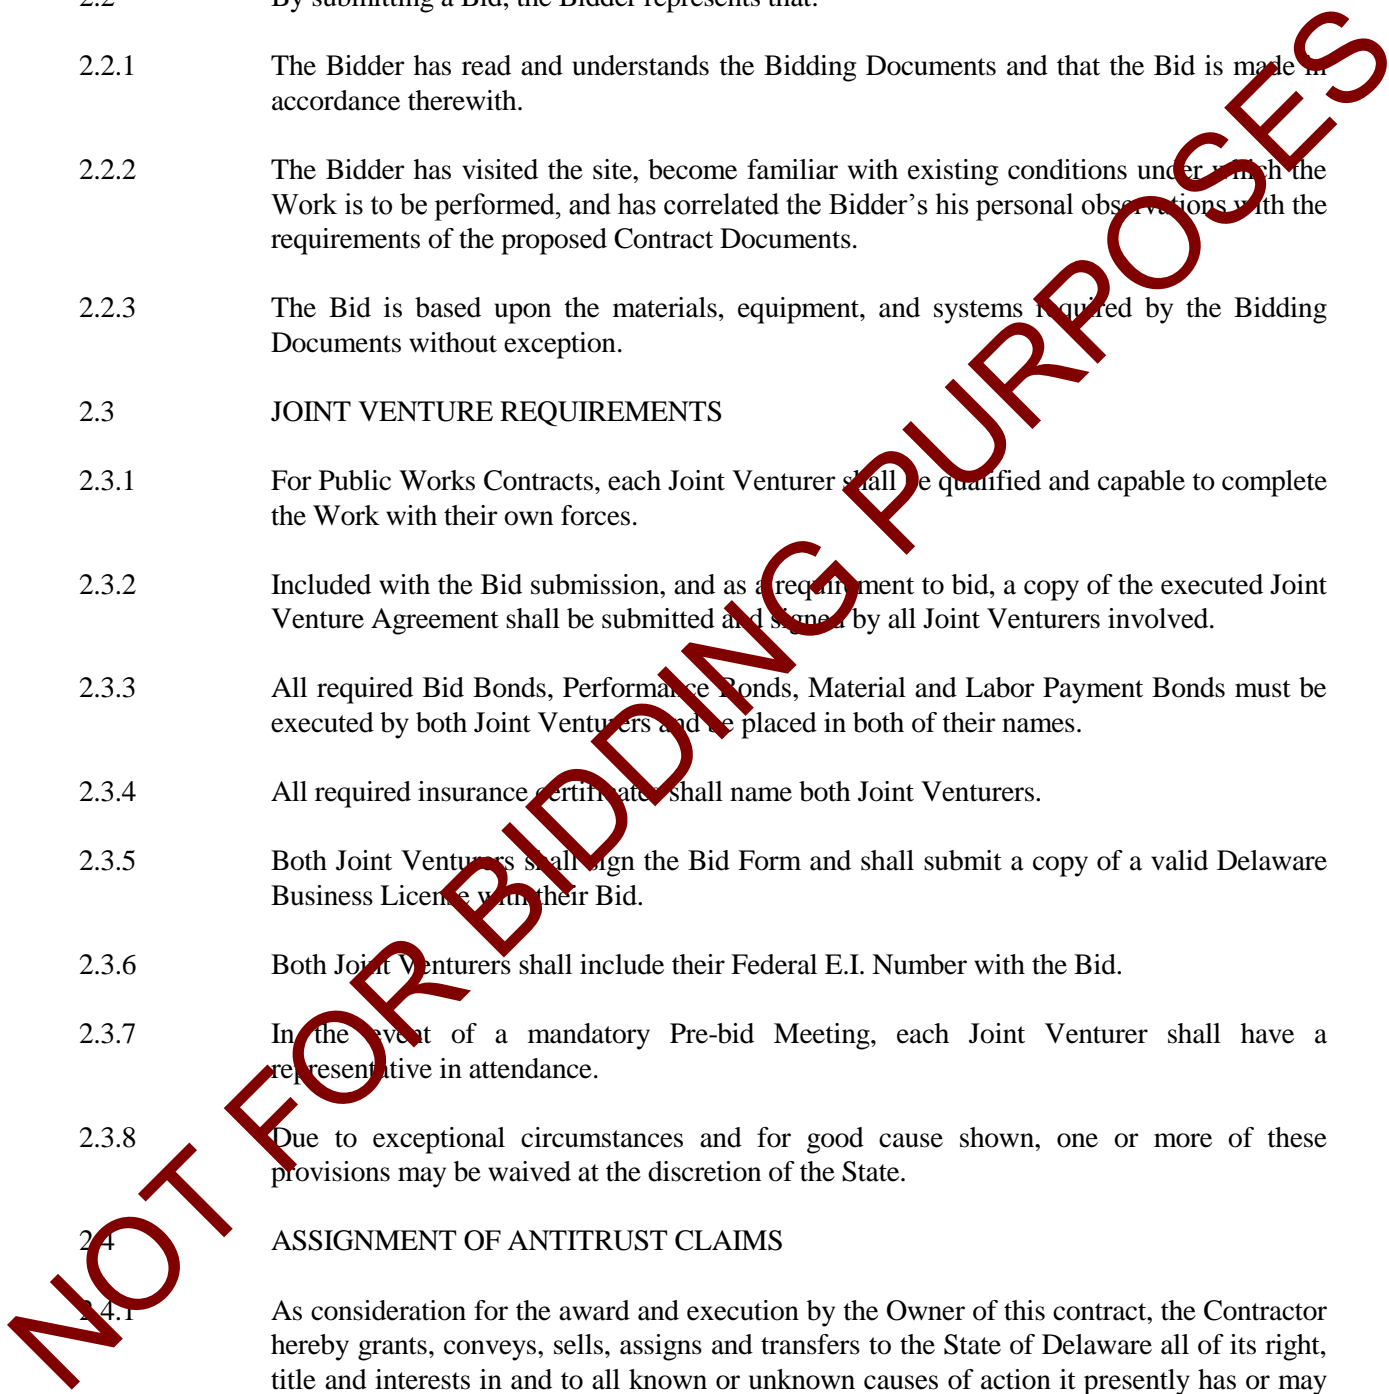 2.2 By submitting a Bid, the Bidder represents that:
2.2.1 The Bidder has read and understands the Bidding Documents and that the Bid is made in
accordance therewith.
2.2.2 The Bidder has visited the site, become familiar with existing conditions under which the
Work is to be performed, and has correlated the Bidder’s his personal observations with the
requirements of the proposed Contract Documents.
2.2.3 The Bid is based upon the materials, equipment, and systems required by the Bidding
Documents without exception.
2.3 JOINT VENTURE REQUIREMENTS
2.3.1 For Public Works Contracts, each Joint Venturer shall be qualified and capable to complete
the Work with their own forces.
2.3.2 Included with the Bid submission, and as a requirement to bid, a copy of the executed Joint
Venture Agreement shall be submitted and signed by all Joint Venturers involved.
2.3.3 All required Bid Bonds, Performance Bonds, Material and Labor Payment Bonds must be
executed by both Joint Venturers and be placed in both of their names.
2.3.4 All required insurance certificates shall name both Joint Venturers.
2.3.5 Both Joint Venturers shall sign the Bid Form and shall submit a copy of a valid Delaware
Business License with their Bid.
2.3.6 Both Joint Venturers shall include their Federal E.I. Number with the Bid.
2.3.7 In the event of a mandatory Pre-bid Meeting, each Joint Venturer shall have a
representative in attendance.
2.3.8 Due to exceptional circumstances and for good cause shown, one or more of these
provisions may be waived at the discretion of the State.
2.4 ASSIGNMENT OF ANTITRUST CLAIMS
2.4.1 As consideration for the award and execution by the Owner of this contract, the Contractor
hereby grants, conveys, sells, assigns and transfers to the State of Delaware all of its right,
title and interests in and to all known or unknown causes of action it presently has or may
NOT FOR BIDDING PURPOSES